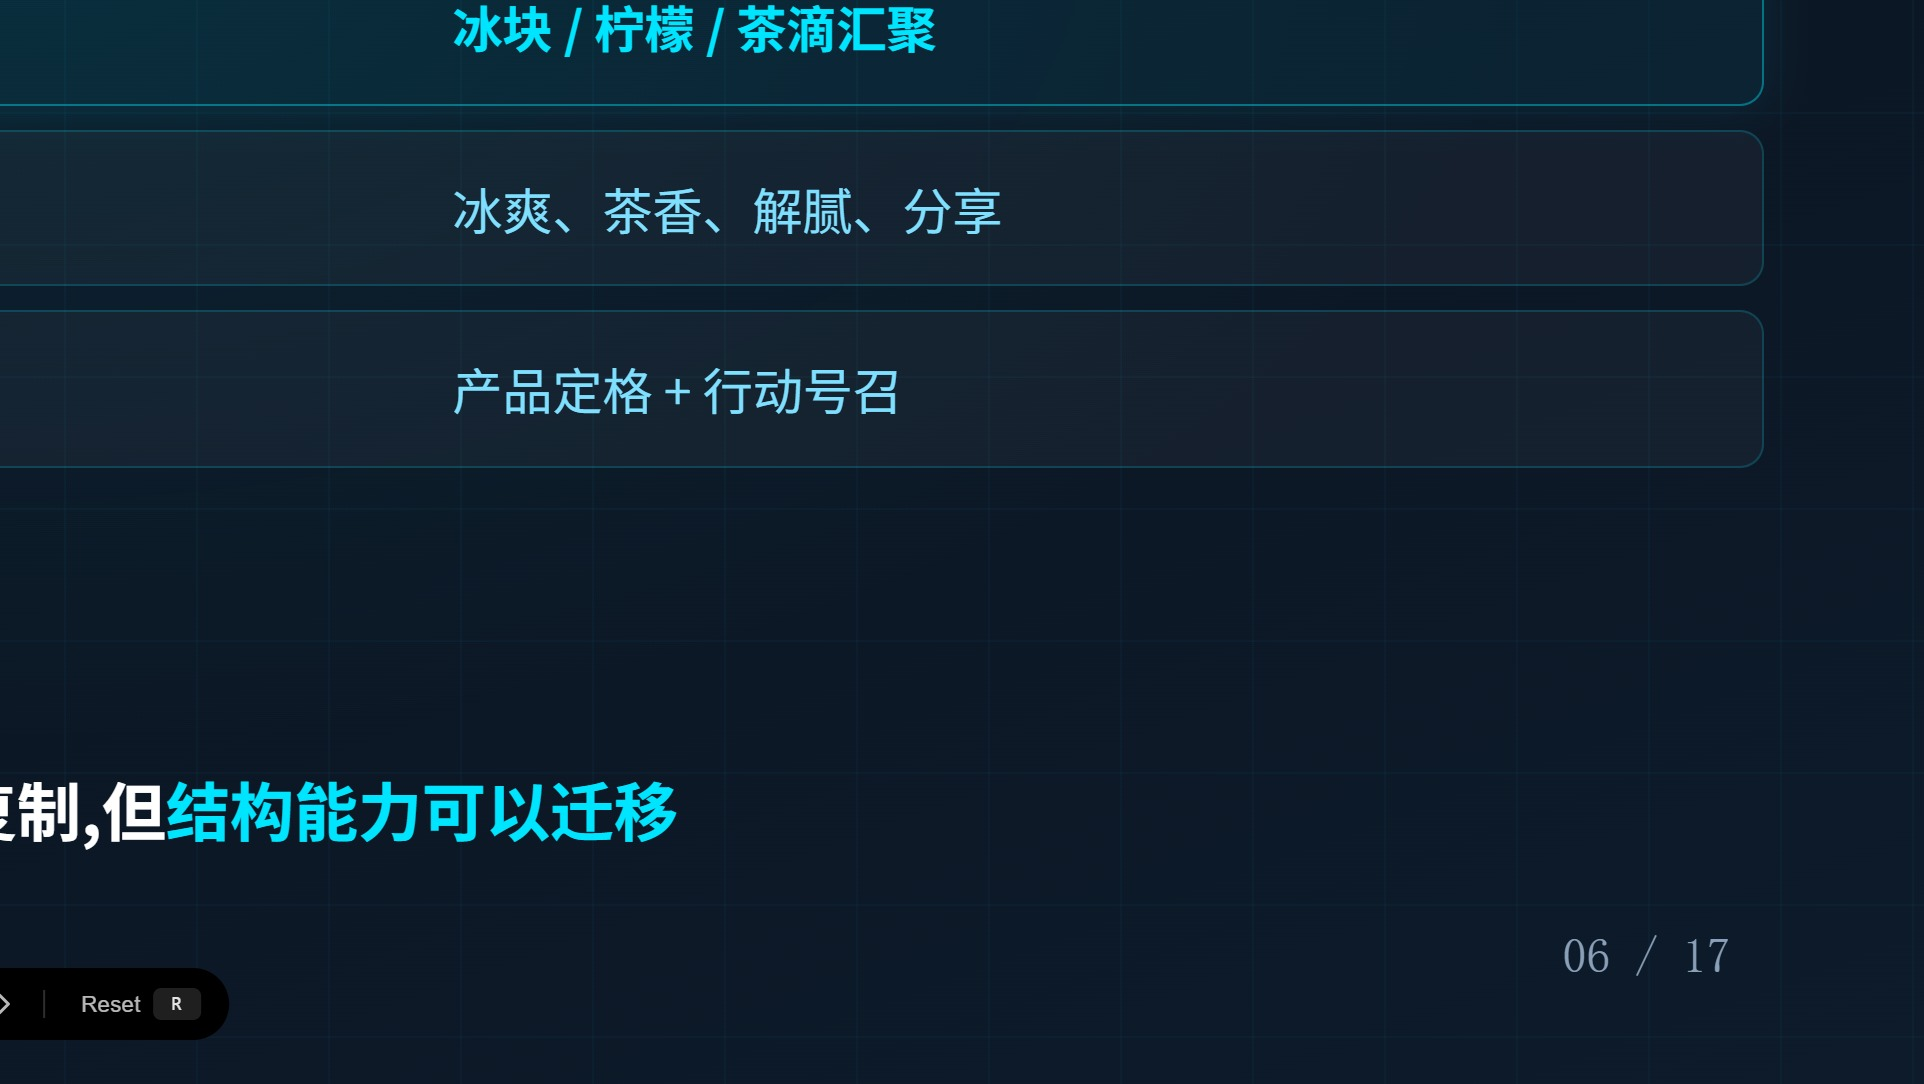 冰块 / 柠檬 / 茶滴汇聚
冰爽、茶香、解腻、分享
产品定格 + 行动号召
制,但结构能力可以迁移
06 / 17
Reset R